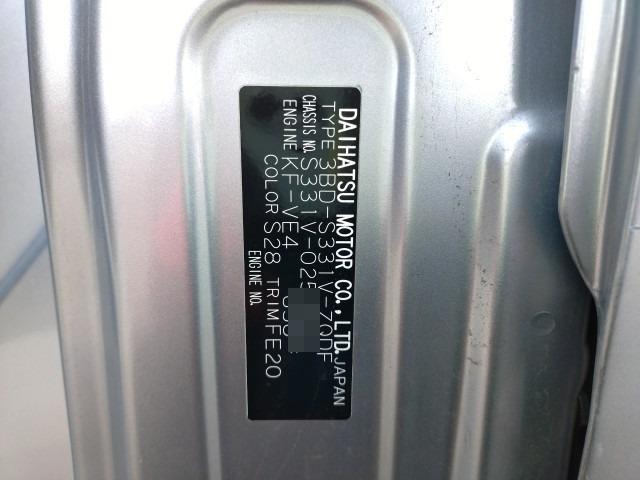 DAIHATSU MOTOR CO.,LTD. JAPAN
TYPE 3BD-S331V-ZQDF
CHASSIS NO. S331V-025
ENGINE KF-VE4
COLOR S28 TRIM FE20
ENGINE NO.